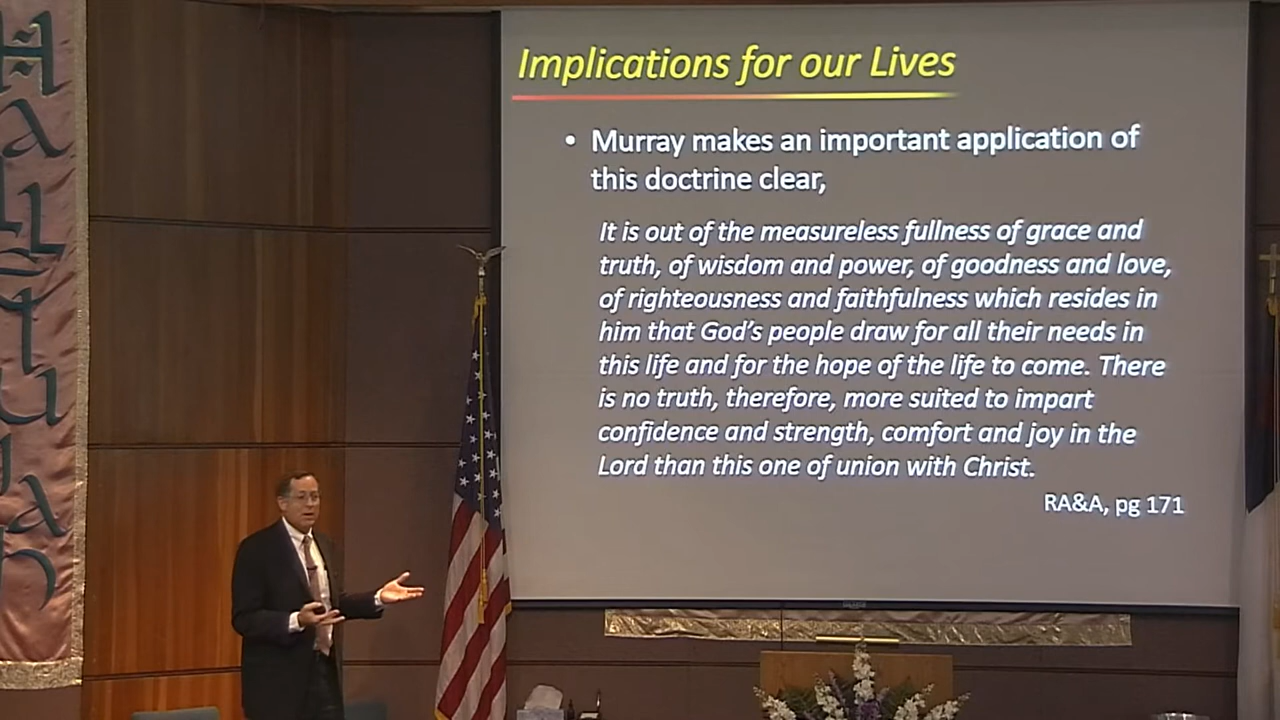 Hallelujah
Implications for our Lives
• Murray makes an important application of
this doctrine clear,
It is out of the measureless fullness of grace and
truth, of wisdom and power, of goodness and love,
of righteousness and faithfulness which resides in
him that God's people draw for all their needs in
this life and for the hope of the life to come. There
is no truth, therefore, more suited to impart
confidence and strength, comfort and joy in the
Lord than this one of union with Christ.
RA&A, pg 171